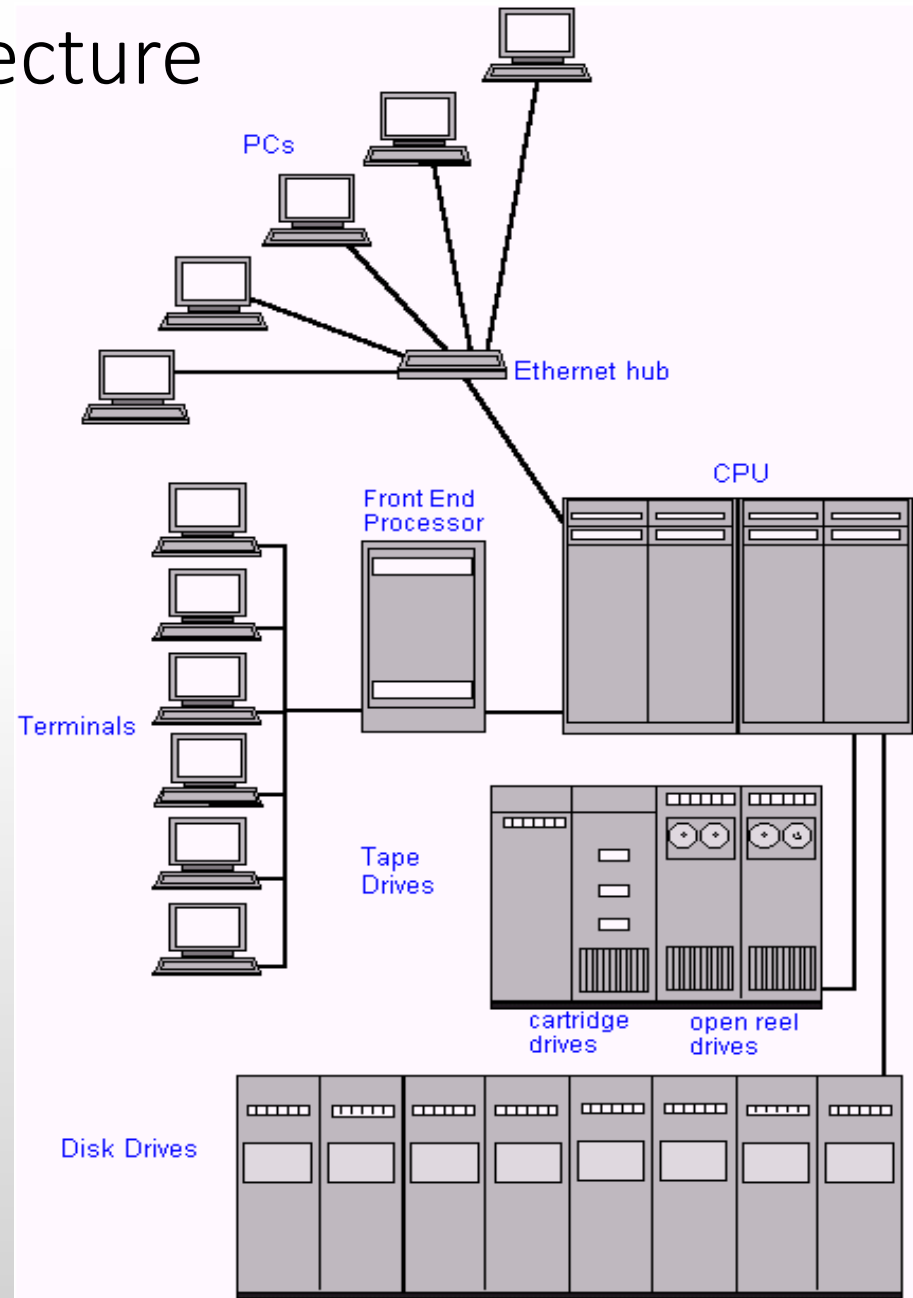 ecture
PCs
Ethernet hub
CPU
Front End
Processor
Terminals
Tape
Drives
cartridge
drives
open reel
drives
Disk Drives